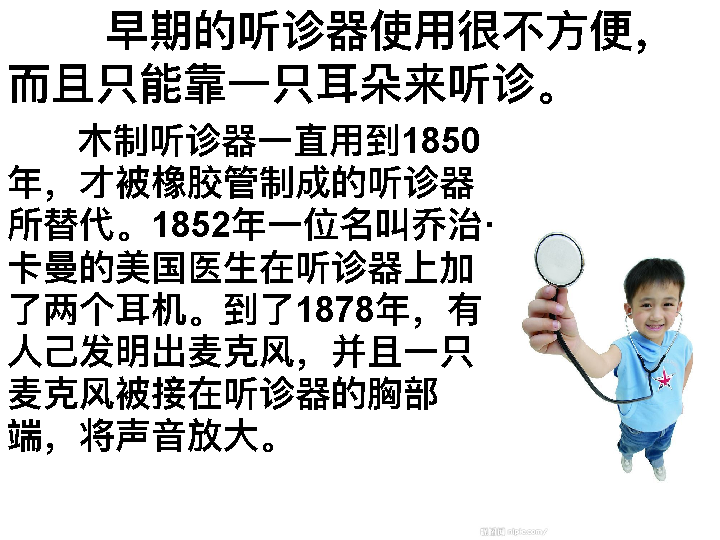 早期的听诊器使用很不方便，
而且只能靠一只耳朵来听诊。
木制听诊器一直用到1850
年，才被橡胶管制成的听诊器
所替代。1852年一位名叫乔治·
卡曼的美国医生在听诊器上加
了两个耳机。到了1878年，有
人己发明出麦克风，并且一只
麦克风被接在听诊器的胸部
端，将声音放大。